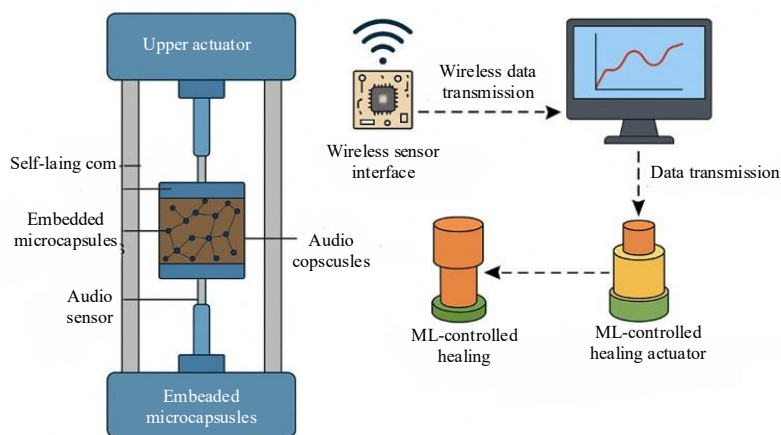 Upper actuator
Self-laing com
Embedded
microcapsules
Audio
sensor
Audio
copscusles
Embeaded
microcapsusles
Wireless data
transmission
Wireless sensor
interface
Data transmission
ML-controlled
healing
ML-controlled
healing actuator